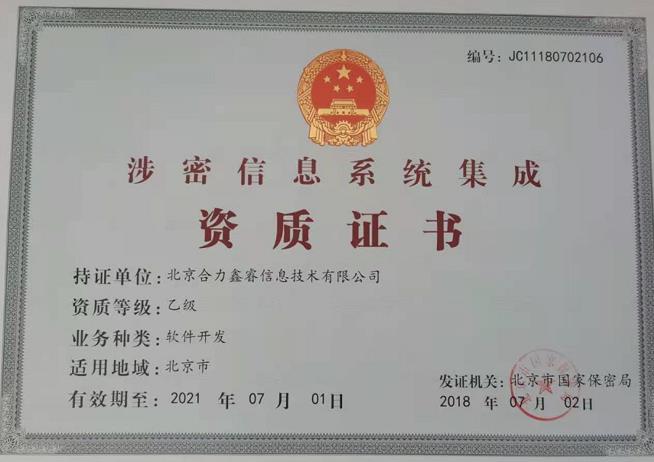 编号：JC11180702106
涉密信息系统集成
资质证书
持证单位：北京合力鑫睿信息技术有限公司
资质等级：乙级
业务种类：软件开发
适用地域：北京市
有效期至：2021 年 07 月 01日
发证机关：北京市国家保密局
2018 年 07 月 02日